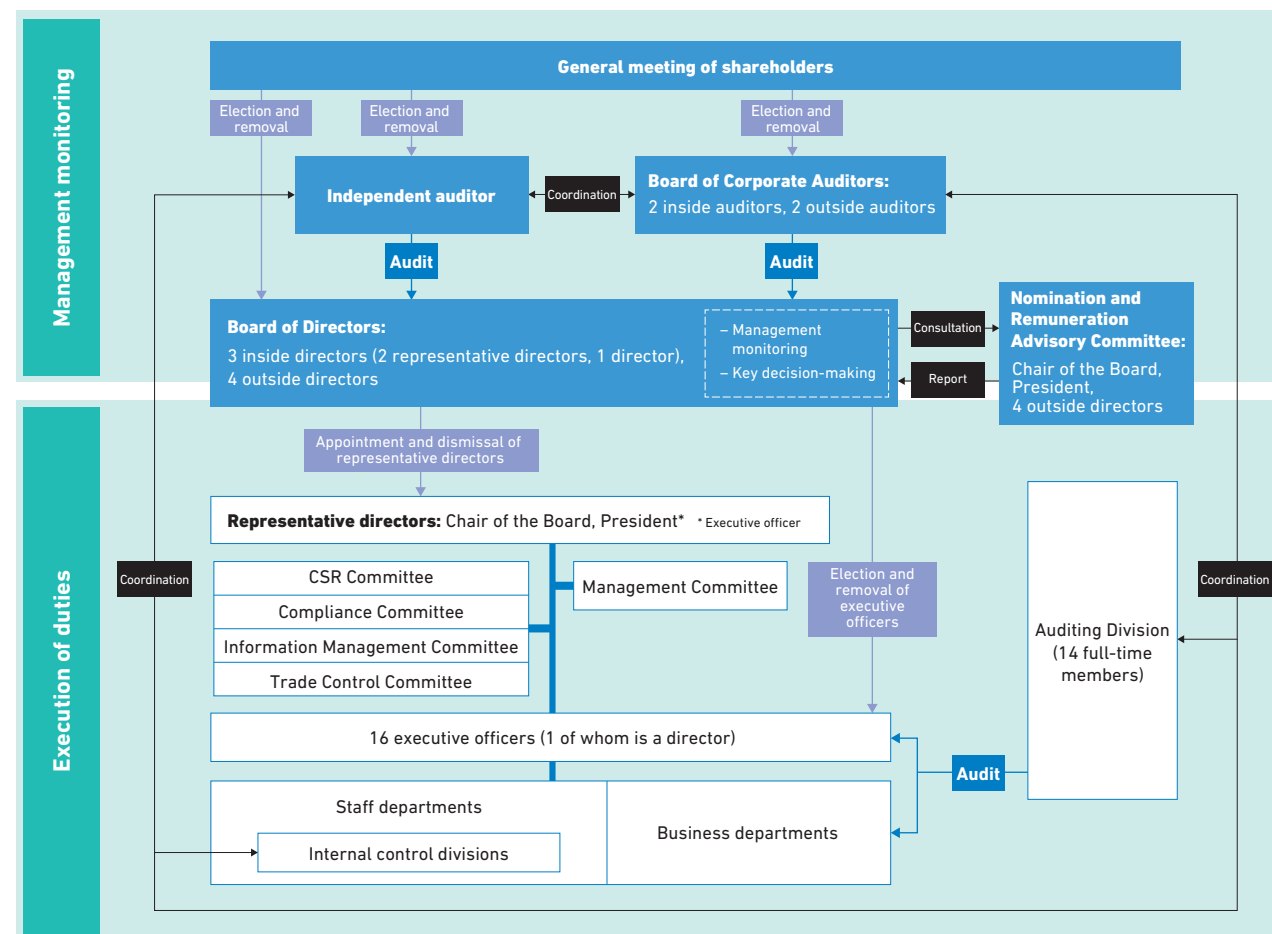 Management monitoring
General meeting of shareholders
Election and
removal
Election and
removal
Election and
removal
Independent auditor
Coordination
Board of Corporate Auditors:
2 inside auditors, 2 outside auditors
Audit
Audit
Board of Directors:
3 inside directors (2 representative directors, 1 director),
4 outside directors
– Management
monitoring
– Key decision-making
Consultation
Report
Nomination and
Remuneration
Advisory Committee:
Chair of the Board,
President,
4 outside directors
Execution of duties
Appointment and dismissal of
representative directors
Representative directors: Chair of the Board, President* * Executive officer
Coordination
CSR Committee
Compliance Committee
Information Management Committee
Trade Control Committee
Management Committee
Election and
removal of
executive
officers
Auditing Division
(14 full-time
members)
Coordination
16 executive officers (1 of whom is a director)
Audit
Staff departments
Internal control divisions
Business departments